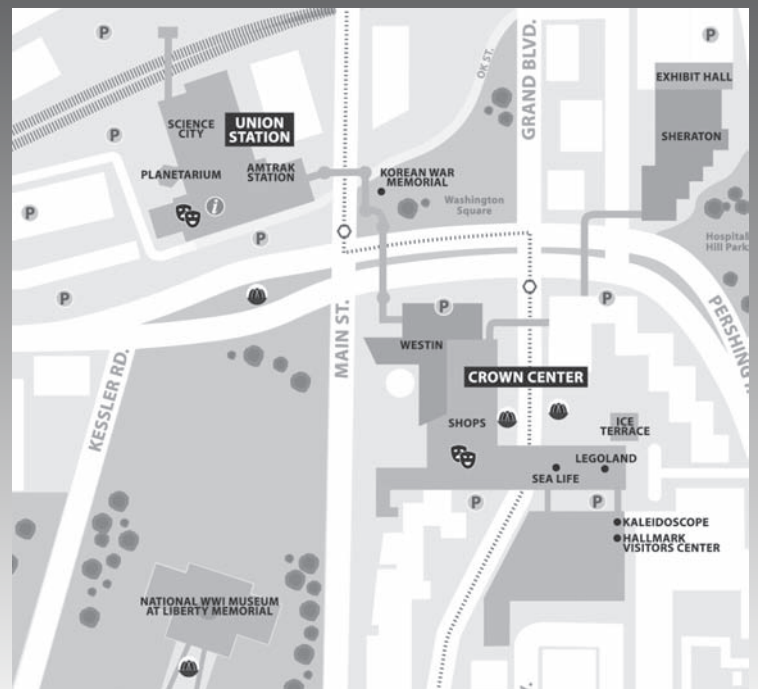 P
P
OK ST.
GRAND BLVD.
EXHIBIT HALL
SCIENCE
CITY
UNION
STATION
P
SHERATON
PLANETARIUM
AMTRAK
STATION
KOREAN WAR
MEMORIAL
Washington
Square
P
i
P
Hospital
Hill Park
P
P
P
MAIN ST.
PERSHING
WESTIN
KESSLER RD.
CROWN CENTER
SHOPS
ICE
TERRACE
LEGOLAND
SEA LIFE
P
P
KALEIDOSCOPE
HALLMARK
VISITORS CENTER
NATIONAL WWI MUSEUM
AT LIBERTY MEMORIAL